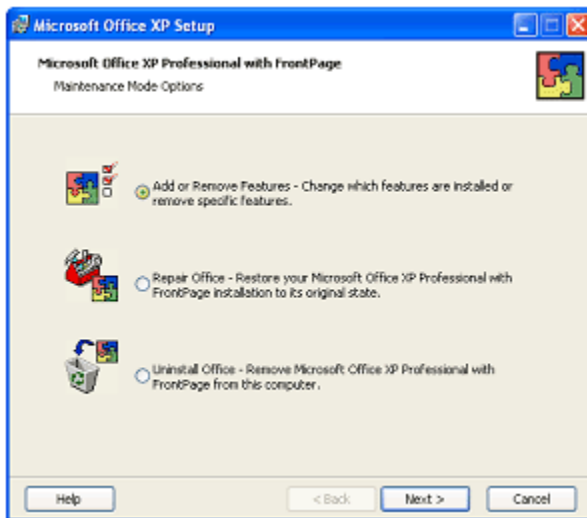 Microsoft Office XP Setup
Microsoft Office XP Professional with FrontPage
Maintenance Mode Options
Add or Remove Features - Change which features are installed or
remove specific features.
Repair Office - Restore your Microsoft Office XP Professional with
FrontPage installation to its original state.
Uninstall Office - Remove Microsoft Office XP Professional with
FrontPage from this computer.
Help
< Back
Next >
Cancel